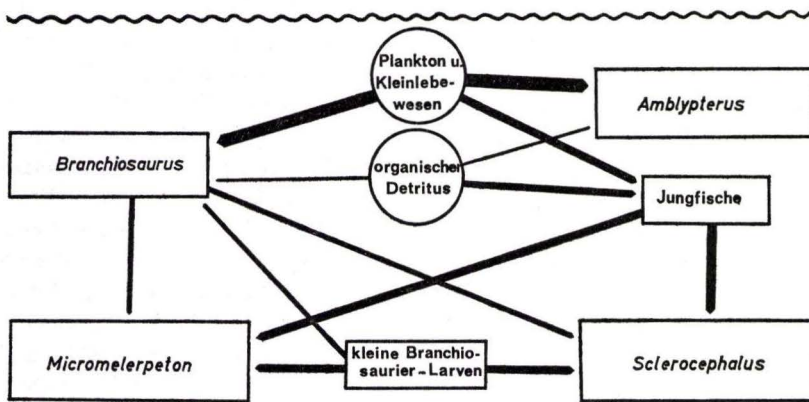 Plankton u.
Kleinlebe-
wesen
Amblypterus
Branchiosaurus
organischer
Detritus
Jungfische
Micromelerpeton
kleine Branchio-
saurier-Larven
Sclerocephalus